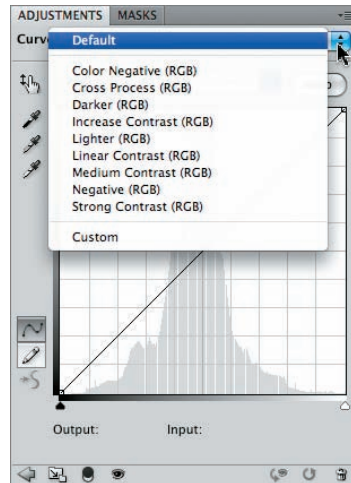 ADJUSTMENTS MASKS
Curv
Default
Color Negative (RGB)
Cross Process (RGB)
Darker (RGB)
Increase Contrast (RGB)
Lighter (RGB)
Linear Contrast (RGB)
Medium Contrast (RGB)
Negative (RGB)
Strong Contrast (RGB)
Custom
Output: Input: